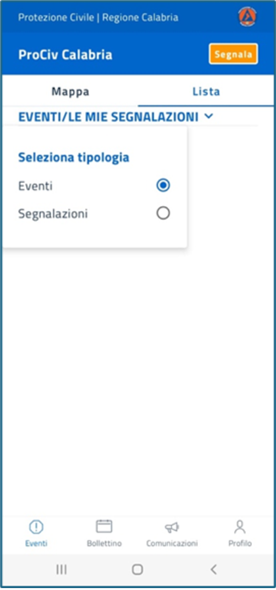 Protezione Civile | Regione Calabria
ProCiv Calabria
Segnala
Mappa
Lista
EVENTI/LE MIE SEGNALAZIONI
Seleziona tipologia
Eventi
Segnalazioni
Eventi
Bollettino
Comunicazioni
Profilo